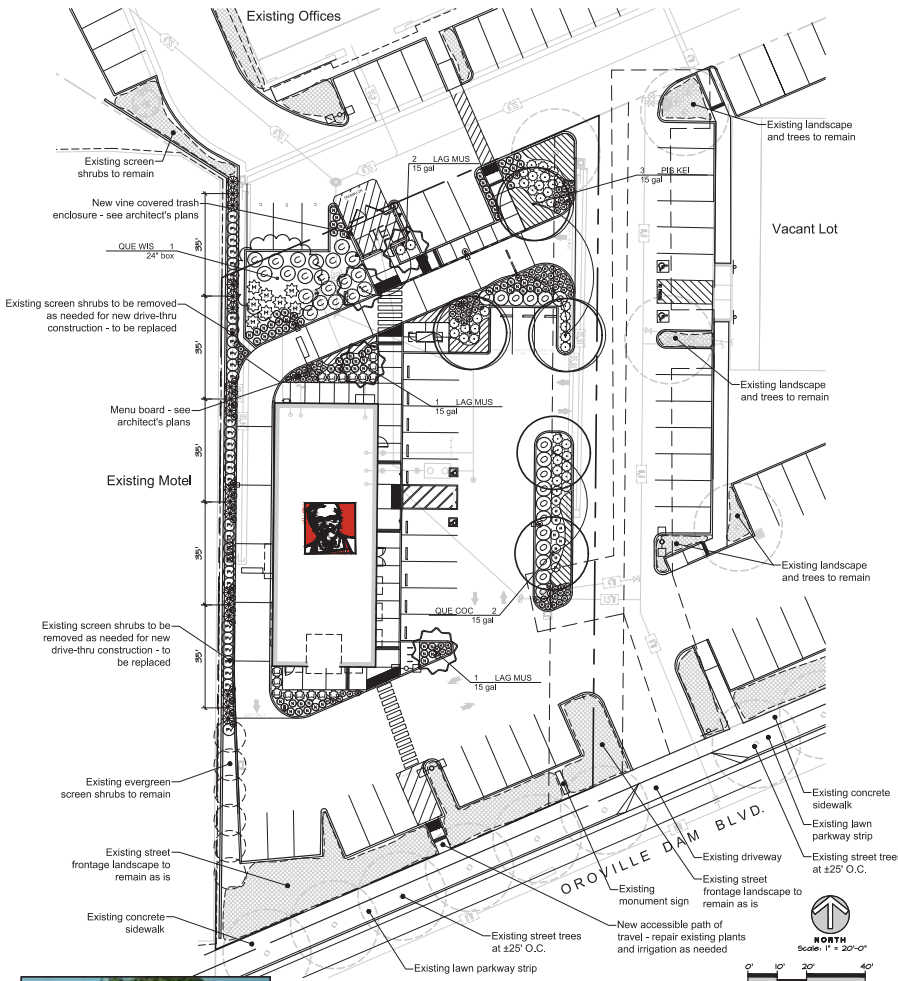 Existing Offices
Existing landscape
and trees to remain
2 LAG MUS
15 gal
Existing screen
shrubs to remain
3 PIS KEI
15 gal
New vine covered trash
enclosure - see architect's plans
Vacant Lot
QUE WIS 1
24" box
35'
Existing screen shrubs to be removed
as needed for new drive-thru
construction - to be replaced
35'
Existing landscape
and trees to remain
Menu board - see
architect's plans
1 LAG MUS
15 gal
35'
Existing Motel
35'
Existing landscape
and trees to remain
QUE COC 2
15 gal
Existing screen shrubs to be
removed as needed for new
drive-thru construction - to
be replaced
35'
1 LAG MUS
15 gal
Existing evergreen
screen shrubs to remain
Existing concrete
sidewalk
Existing lawn
parkway strip
Existing street trees
at ±25' O.C.
OROVILLE DAM BLVD.
Existing driveway
Existing street
frontage landscape to
remain as is
Existing street
frontage landscape to
remain as is
Existing
monument sign
Existing concrete
sidewalk
New accessible path of
travel - repair existing plants
and irrigation as needed
Existing street trees
at ±25' O.C.
Existing lawn parkway strip
NORTH
Scale: 1" = 20'-0"
0' 10' 20' 40'